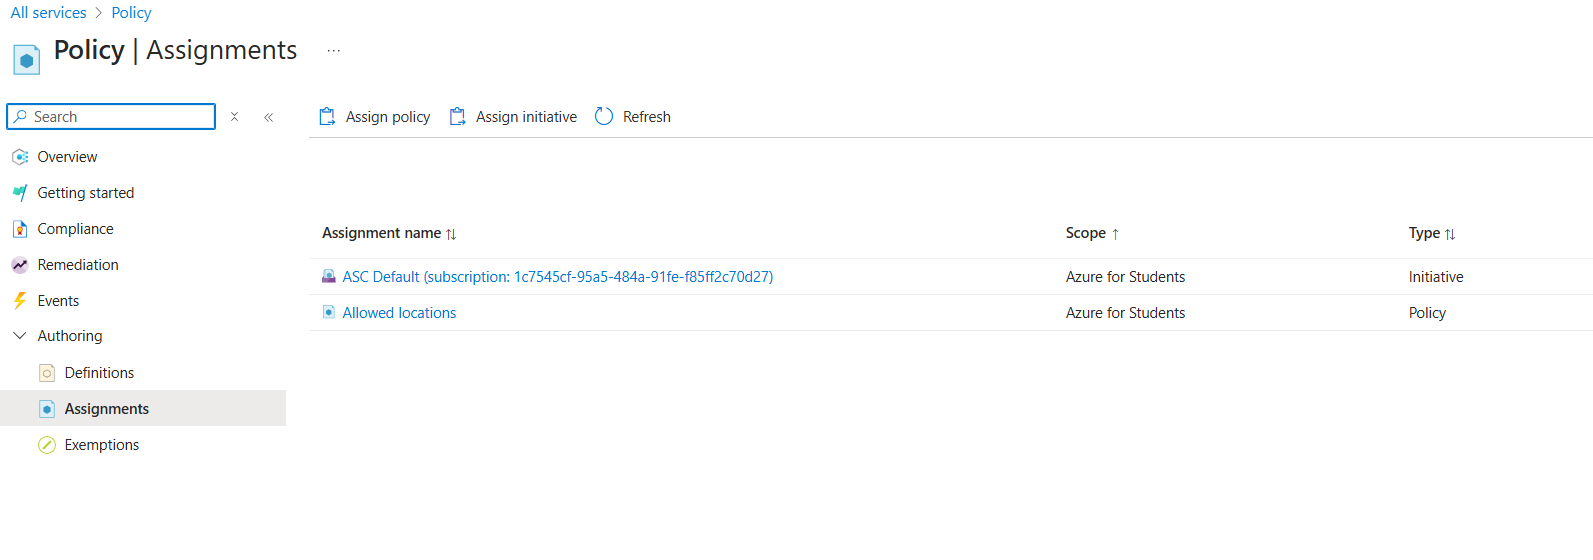 All services > Policy
Policy | Assignments ...
Search
Assign policy Assign initiative Refresh
Overview
Getting started
Compliance
Remediation
Events
Authoring
Definitions
Assignments
Exemptions
Assignment name Scope Type
ASC Default (subscription: 1c7545cf-95a5-484a-91fe-f85ff2c70d27) Azure for Students Initiative
Allowed locations Azure for Students Policy